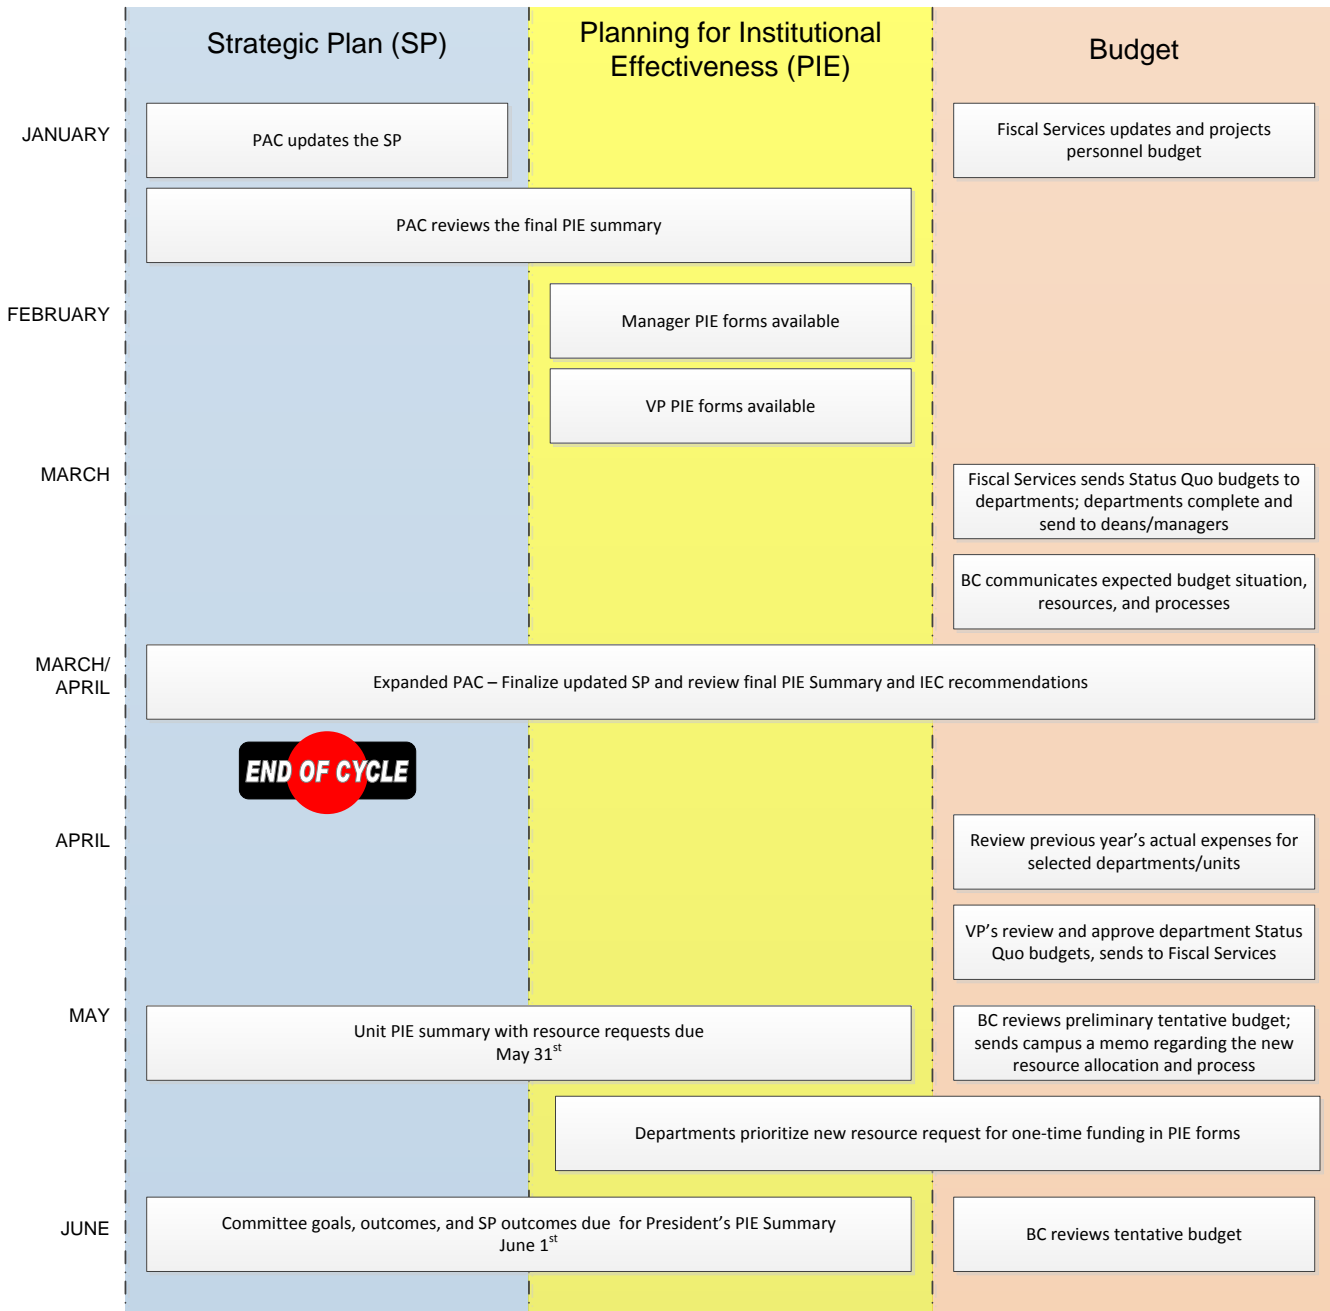 Strategic Plan (SP)
Planning for Institutional
Effectiveness (PIE)
Budget
JANUARY
PAC updates the SP
Fiscal Services updates and projects
personnel budget
PAC reviews the final PIE summary
FEBRUARY
Manager PIE forms available
VP PIE forms available
MARCH
Fiscal Services sends Status Quo budgets to
departments; departments complete and
send to deans/managers
BC communicates expected budget situation,
resources, and processes
MARCH/
APRIL
Expanded PAC – Finalize updated SP and review final PIE Summary and IEC recommendations
END OF CYCLE
APRIL
Review previous year’s actual expenses for
selected departments/units
VP’s review and approve department Status
Quo budgets, sends to Fiscal Services
MAY
Unit PIE summary with resource requests due
May 31st
BC reviews preliminary tentative budget;
sends campus a memo regarding the new
resource allocation and process
Departments prioritize new resource request for one-time funding in PIE forms
JUNE
Committee goals, outcomes, and SP outcomes due  for President’s PIE Summary
June 1st
BC reviews tentative budget